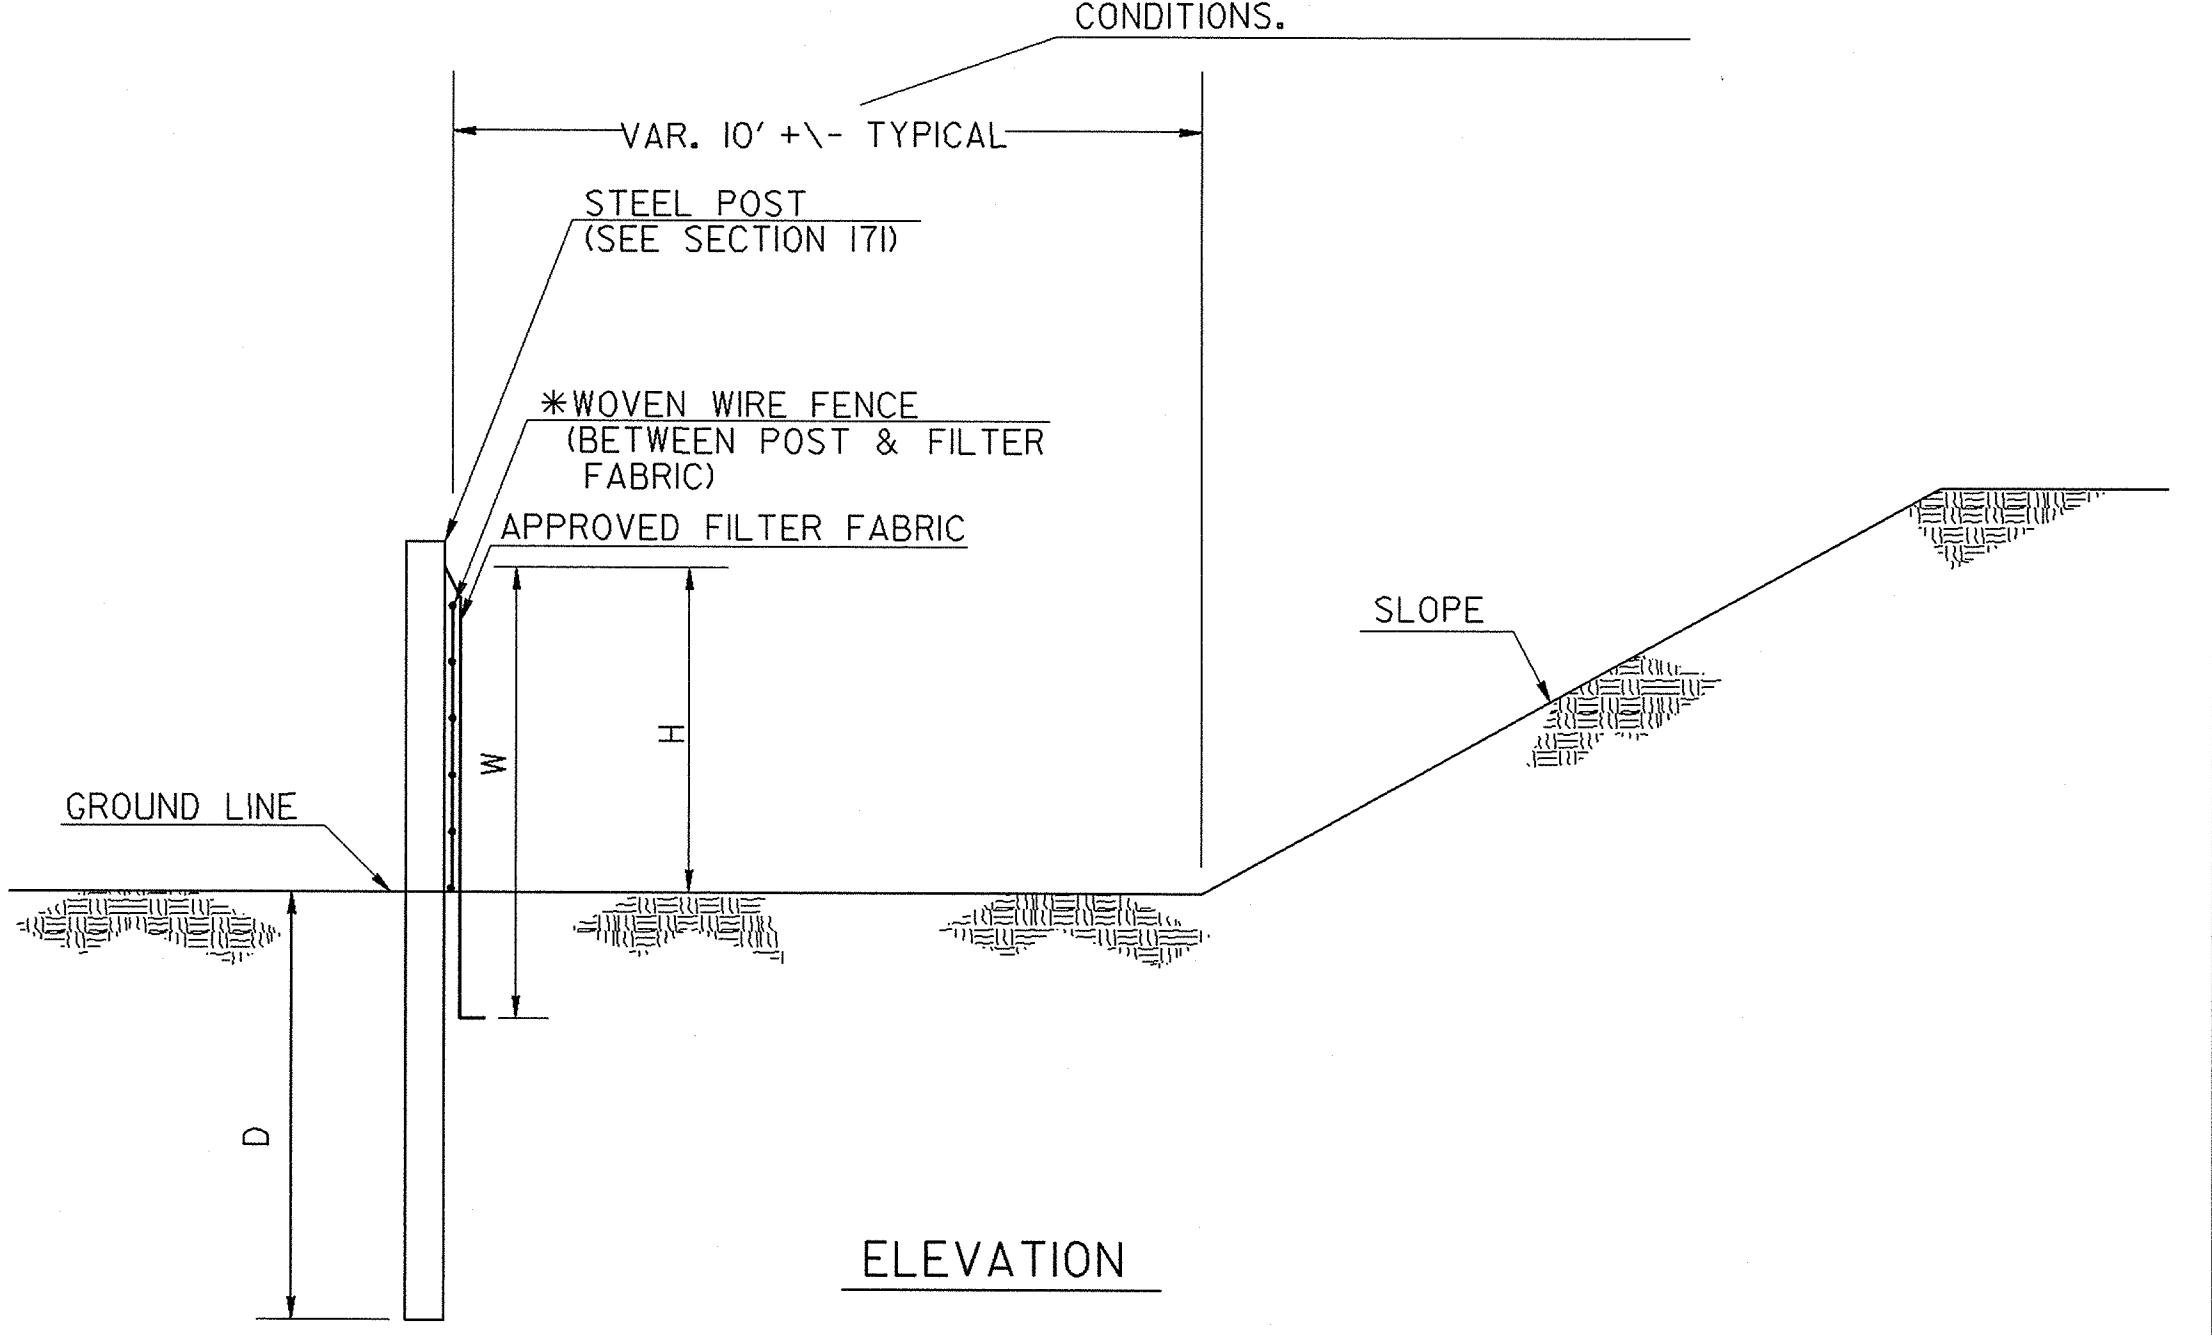 CONDITIONS.
VAR. 10' +\- TYPICAL
STEEL POST
(SEE SECTION 171)
*WOVEN WIRE FENCE
(BETWEEN POST & FILTER
FABRIC)
APPROVED FILTER FABRIC
SLOPE
H
W
GROUND LINE
D
ELEVATION